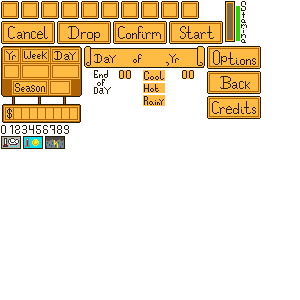 Cancel Drop Confirm Start
Stamina
Yr Week Day
Season
Day of ,Yr
End of Day 00 Cool 00
Hot
Rainy
Options
Back
Credits
$
0123456789